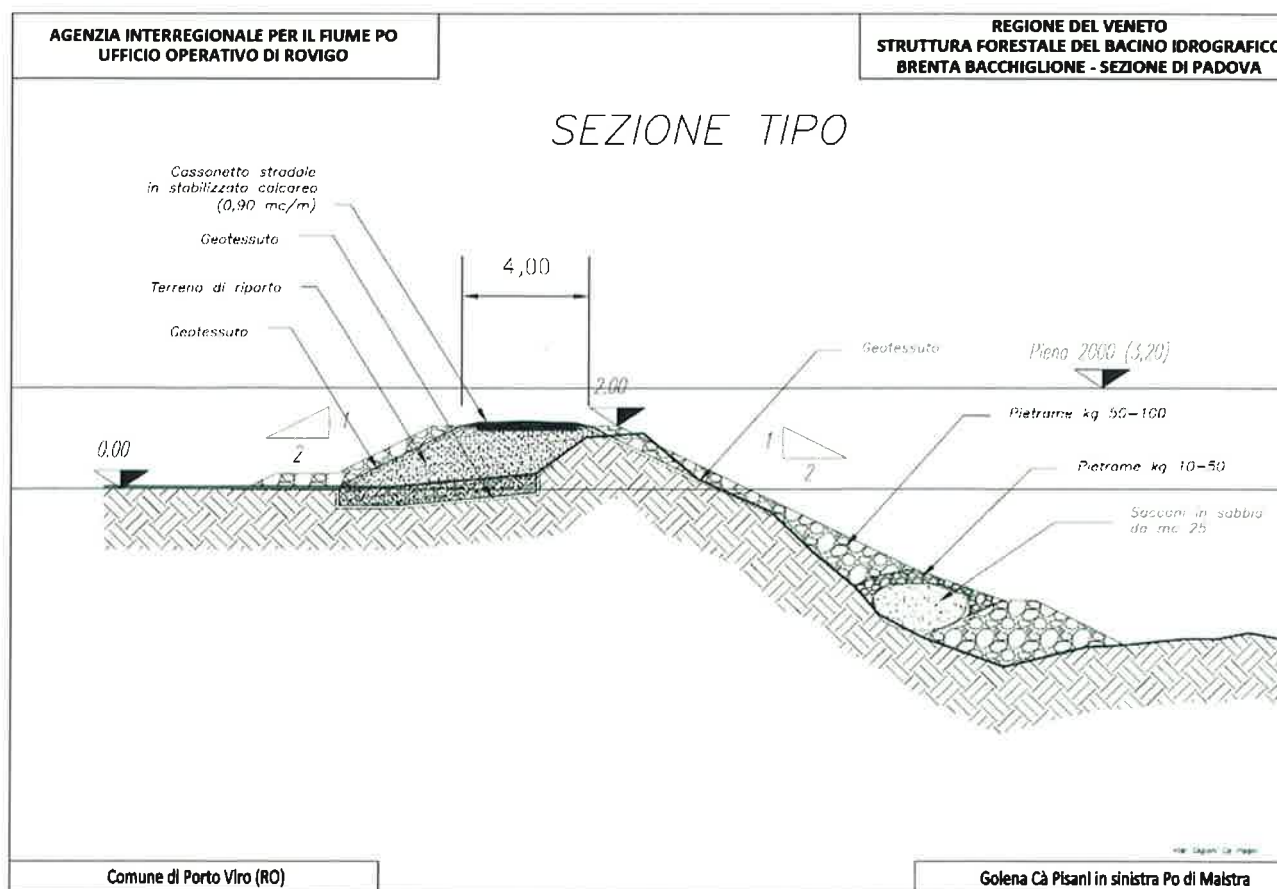 AGENZIA INTERREGIONALE PER IL FIUME PO
UFFICIO OPERATIVO DI ROVIGO
REGIONE DEL VENETO
STRUTTURA FORESTALE DEL BACINO IDROGRAFICO
BRENTA BACCHIGLIONE - SEZIONE DI PADOVA
SEZIONE TIPO
Cassonetto stradale
in stabilizzato calcareo
(0,90 mc/m)
Geotessuto
Terreno di riporto
Geotessuto
4,00
Geotessuto
Piena 2000 (3,20)
2.00
Pietrame kg 50-100
1
2
0.00
1
2
Pietrame kg 10-50
Sacconi in sabbia
da mc 25
Comune di Porto Viro (RO)
Golena Cà Pisani in sinistra Po di Maistra